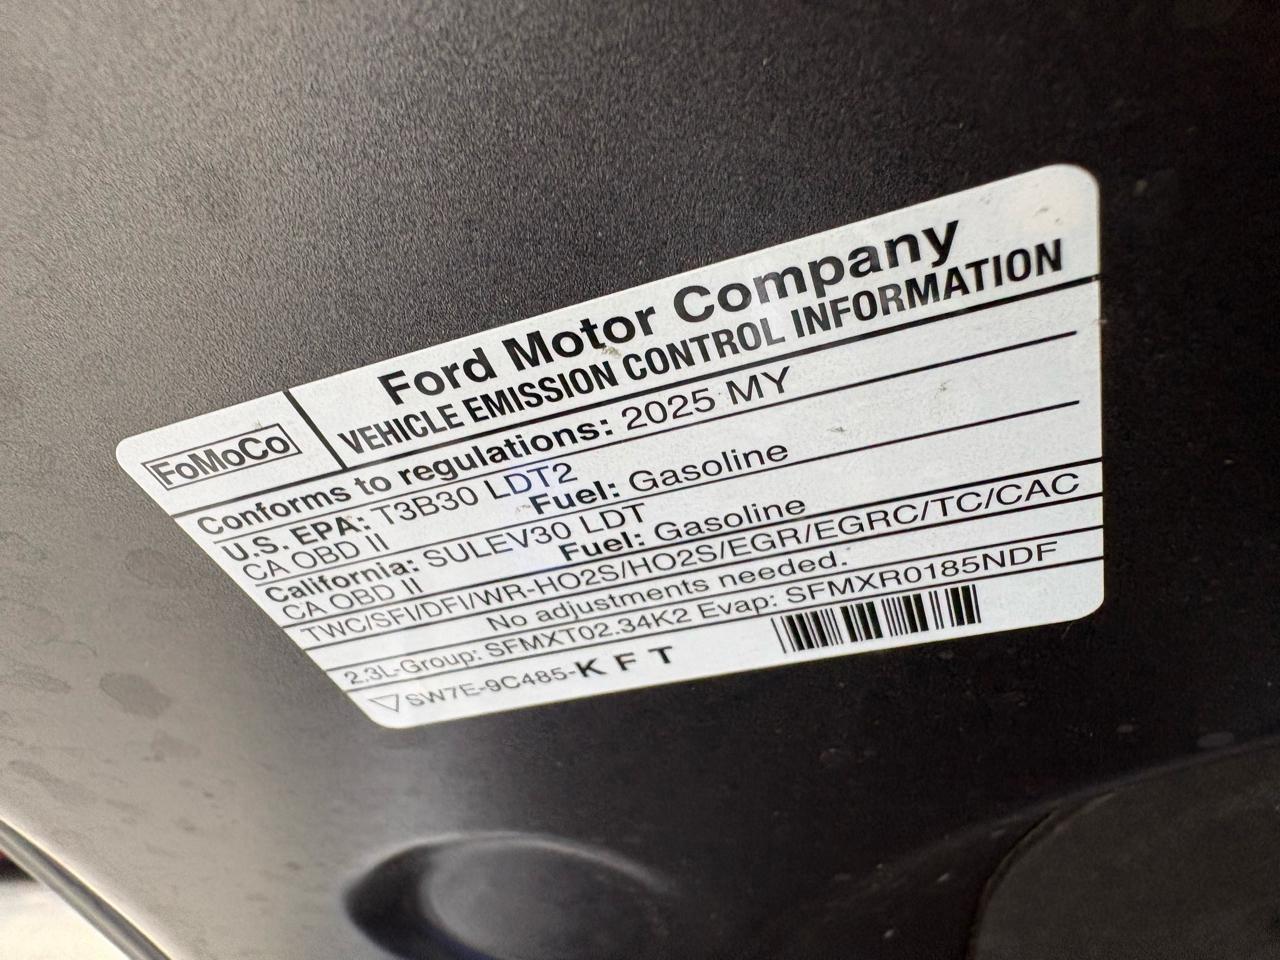 Ford Motor Company
FoMoCo
VEHICLE EMISSION CONTROL INFORMATION
Conforms to regulations: 2025 MY
U.S. EPA: T3B30 LDT2
CA OBD II Fuel: Gasoline
California: SULEV30 LDT
CA OBD II Fuel: Gasoline
TWC/SFI/DFI/WR-HO2S/HO2S/EGR/EGRC/TC/CAC
No adjustments needed.
2.3L-Group: SFMXT02.34K2 Evap: SFMXR0185NDF
SW7E-9C485-K F T